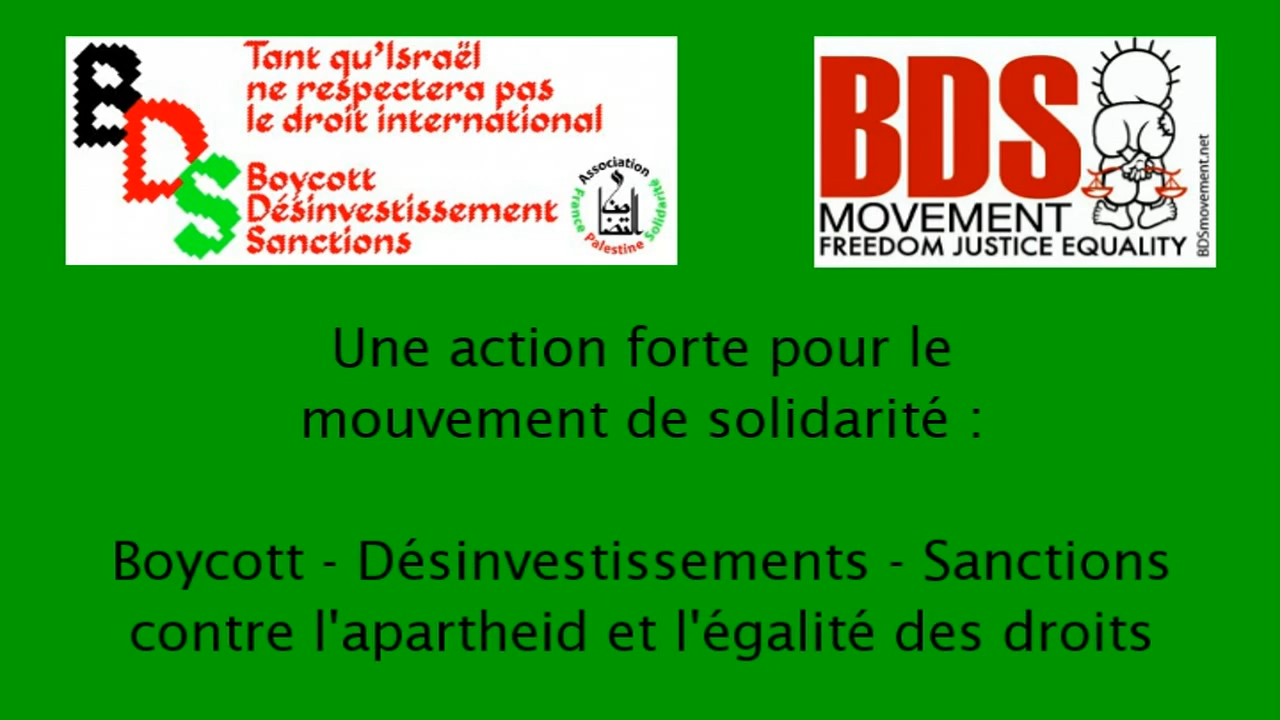 BDS
Tant qu'Israël
ne respectera pas
le droit international
Boycott
Désinvestissement
Sanctions
Association
France Palestine Solidarité
BDS
MOVEMENT
FREEDOM JUSTICE EQUALITY
BDSmovement.net
Une action forte pour le
mouvement de solidarité :
Boycott - Désinvestissements - Sanctions
contre l'apartheid et l'égalité des droits